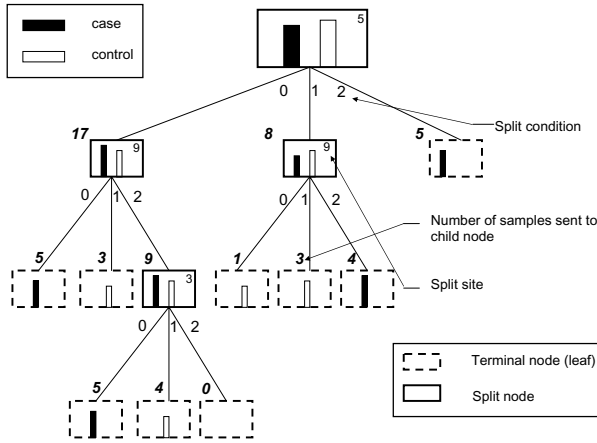 case
control
5
0 1 2
Split condition
17
9
8
9
5
0 1 2
0 1 2
Number of samples sent to
child node
5
3
9
3
1
3
4
Split site
0 1 2
Terminal node (leaf)
Split node
5
4
0